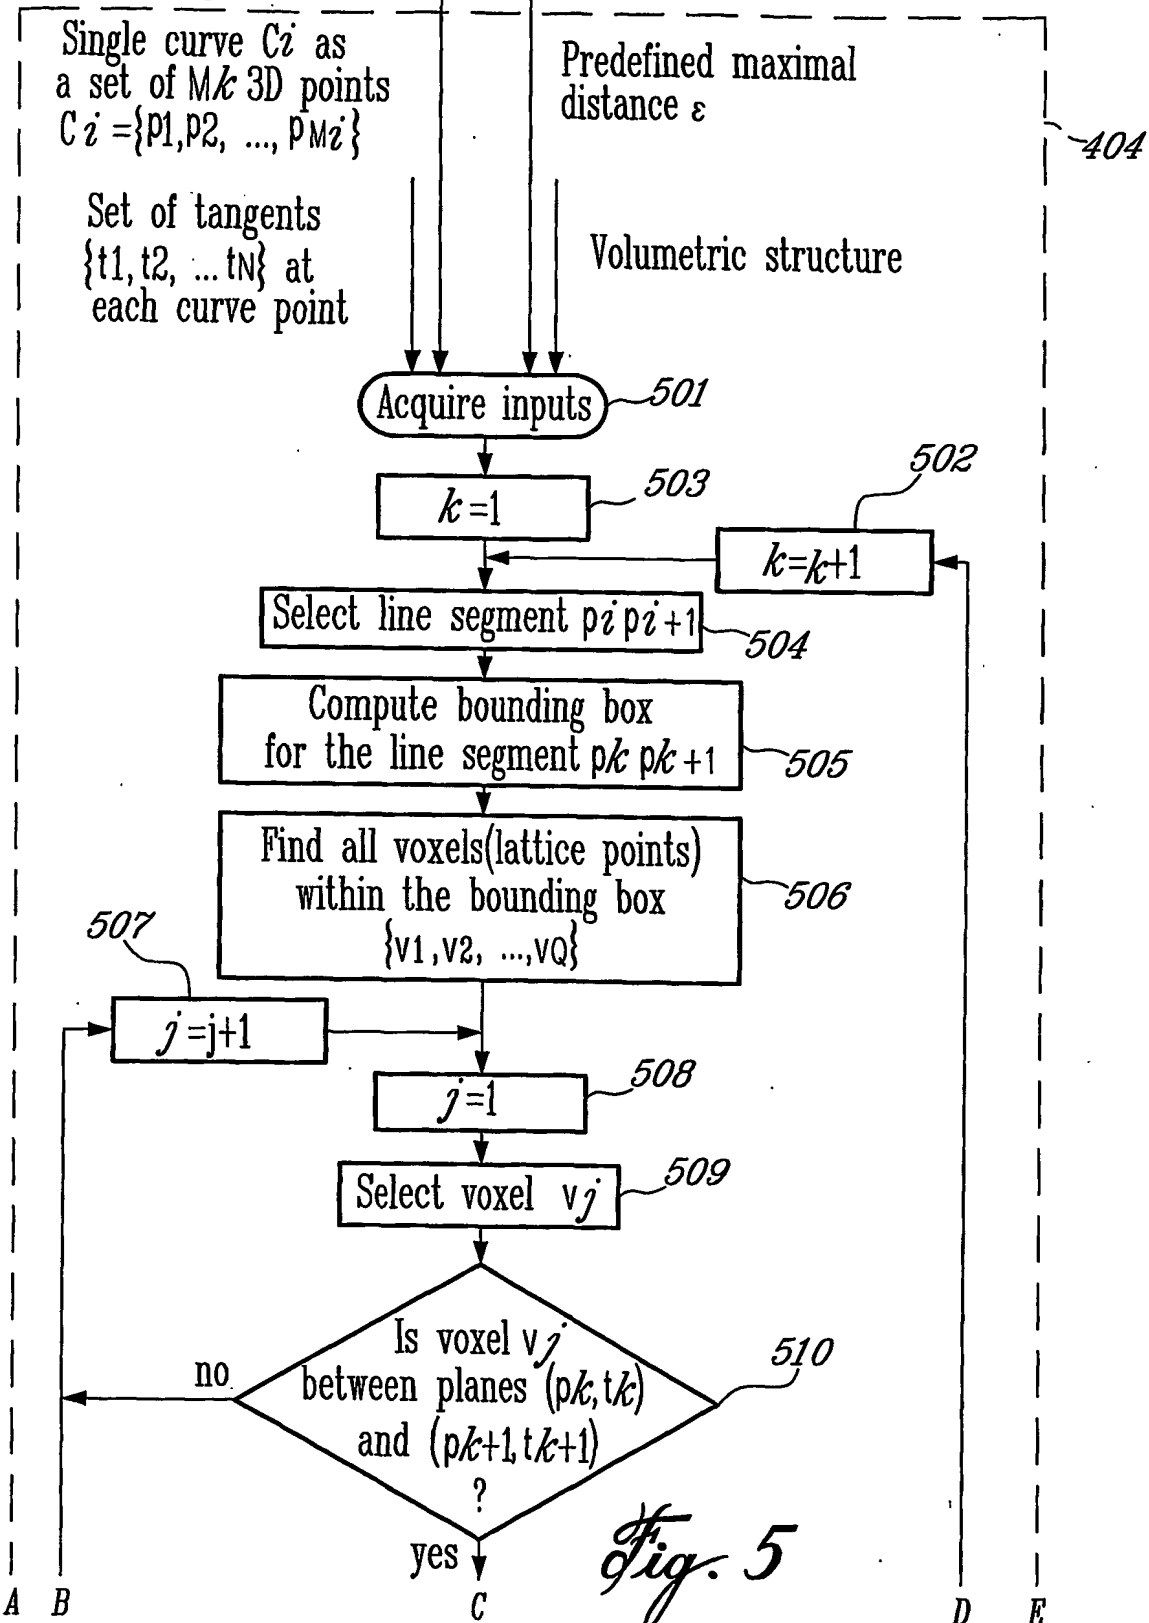 Single curve Ci as
a set of Mk 3D points
Ci ={p1,p2, ..., pMi}
Predefined maximal
distance ε
404
Set of tangents
{t1, t2, ... tN} at
each curve point
Volumetric structure
Acquire inputs
501
k=1
503
502
k=k+1
Select line segment pi pi+1
504
Compute bounding box
for the line segment pk pk+1
505
Find all voxels(lattice points)
within the bounding box
{v1,v2, ...,vQ}
506
507
j=j+1
j=1
508
Select voxel vj
509
Is voxel vj
between planes (pk,tk)
and (pk+1,tk+1)
?
510
no
yes
Fig. 5
A B C D E